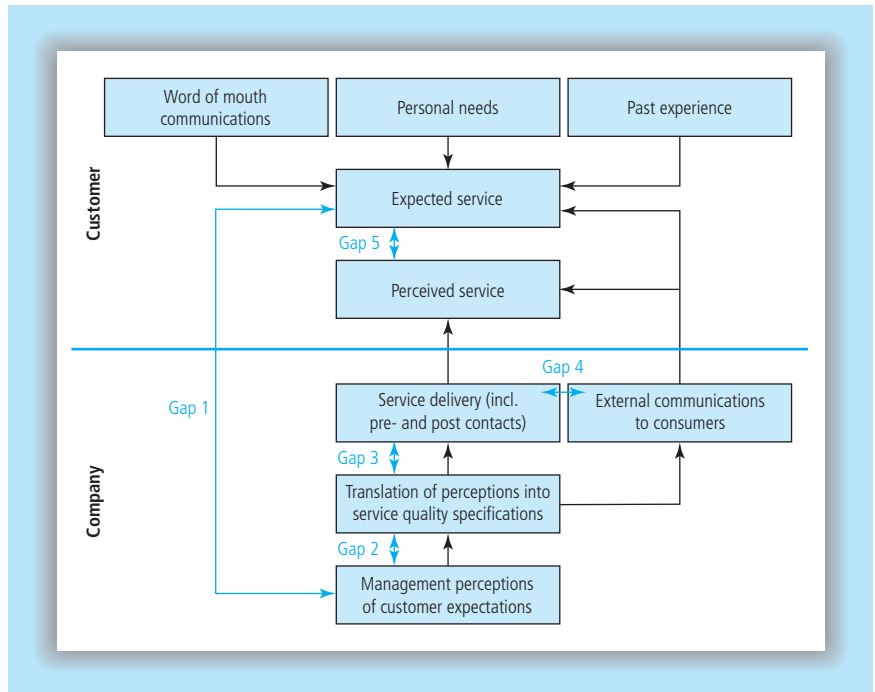 Word of mouth
communications
Personal needs
Past experience
Customer
Expected service
Gap 5
Perceived service
Gap 4
Gap 1
Service delivery (incl.
pre- and post contacts)
External communications
to consumers
Gap 3
Company
Translation of perceptions into
service quality specifications
Gap 2
Management perceptions
of customer expectations